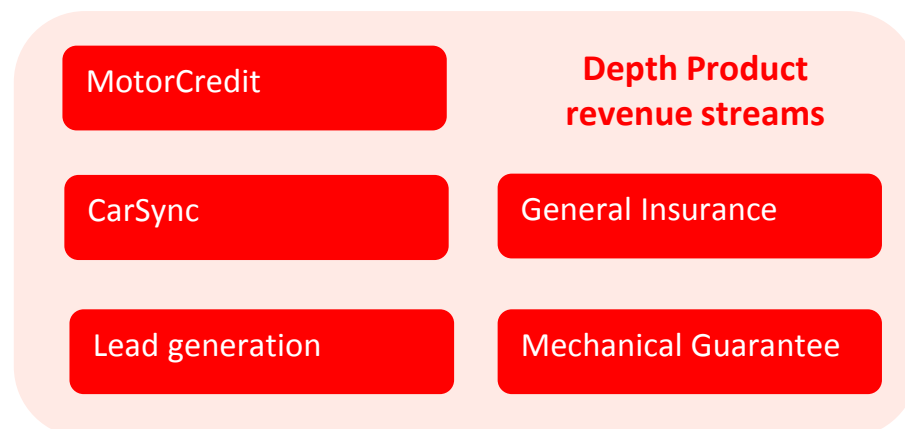 MotorCredit
Depth Product
revenue streams
CarSync
General Insurance
Lead generation
Mechanical Guarantee